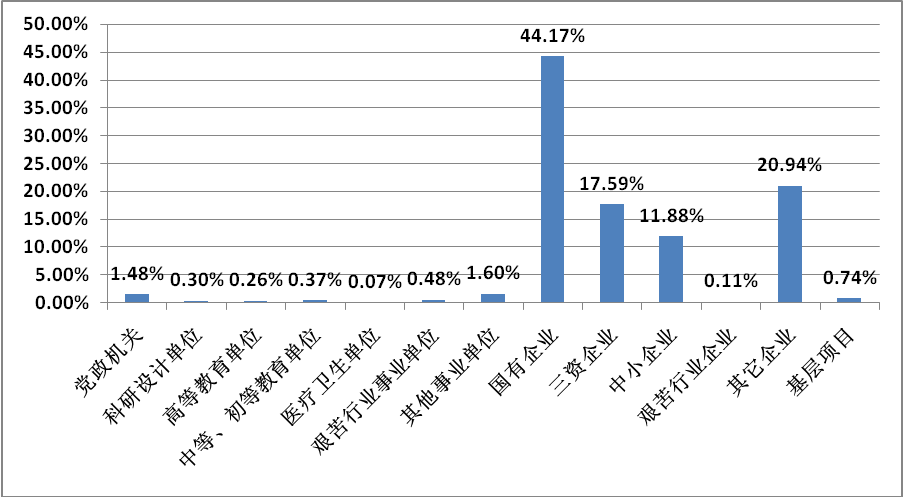 50.00%
45.00%
40.00%
35.00%
30.00%
25.00%
20.00%
15.00%
10.00%
5.00%
0.00%
1.48%
0.30%
0.26%
0.37%
0.07%
0.48%
1.60%
44.17%
17.59%
11.88%
0.11%
20.94%
0.74%
党政机关
科研设计单位
高等教育单位
中等、初等教育单位
医疗卫生单位
艰苦行业事业单位
其他事业单位
国有企业
三资企业
中小企业
艰苦行业企业
其它企业
基层项目